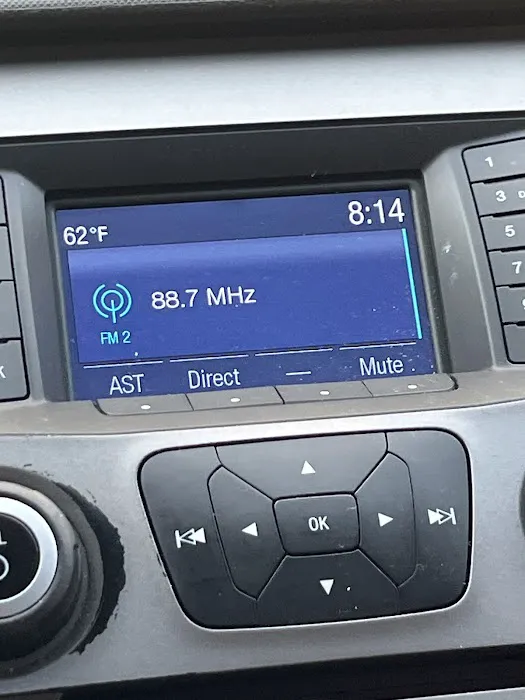 62°F
8:14
88.7 MHz
FM 2
AST Direct — Mute
OK
1
3
5
7